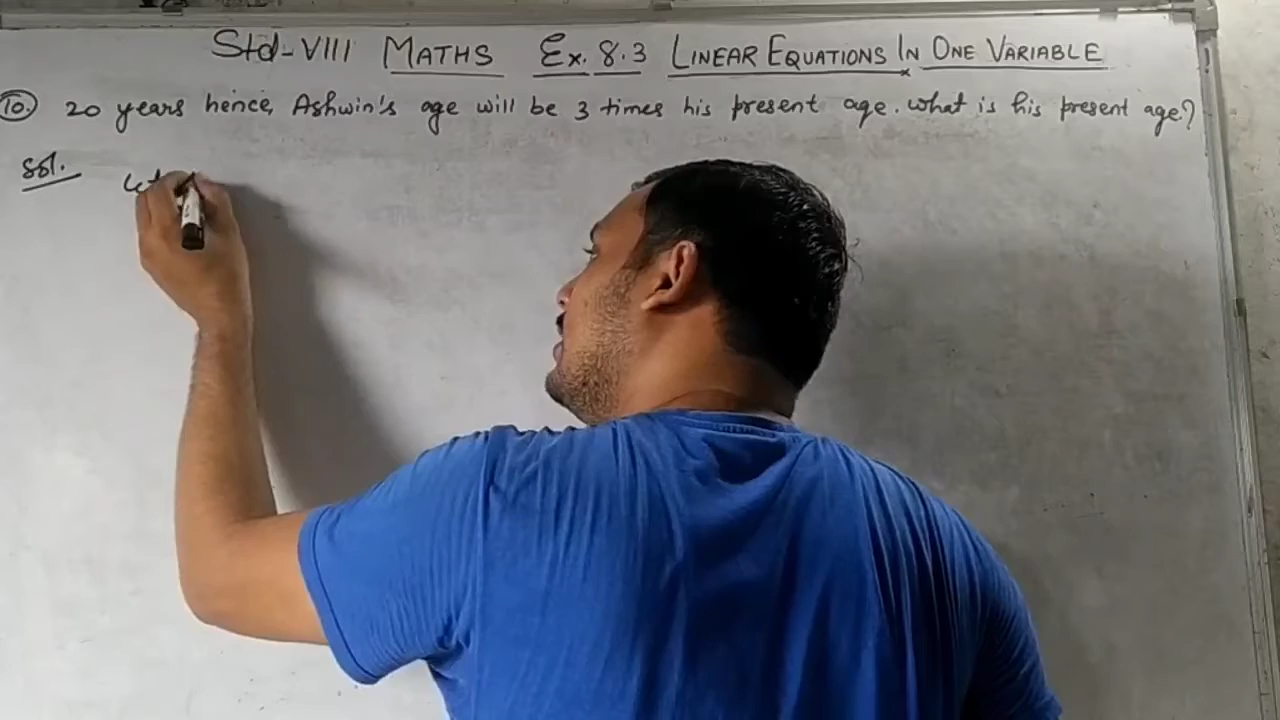 Std-VIII MATHS Ex. 8.3 LINEAR EQUATIONS IN ONE VARIABLE
10. 20 years hence, Ashwin's age will be 3 times his present age. what is his present age?
Sol. Let